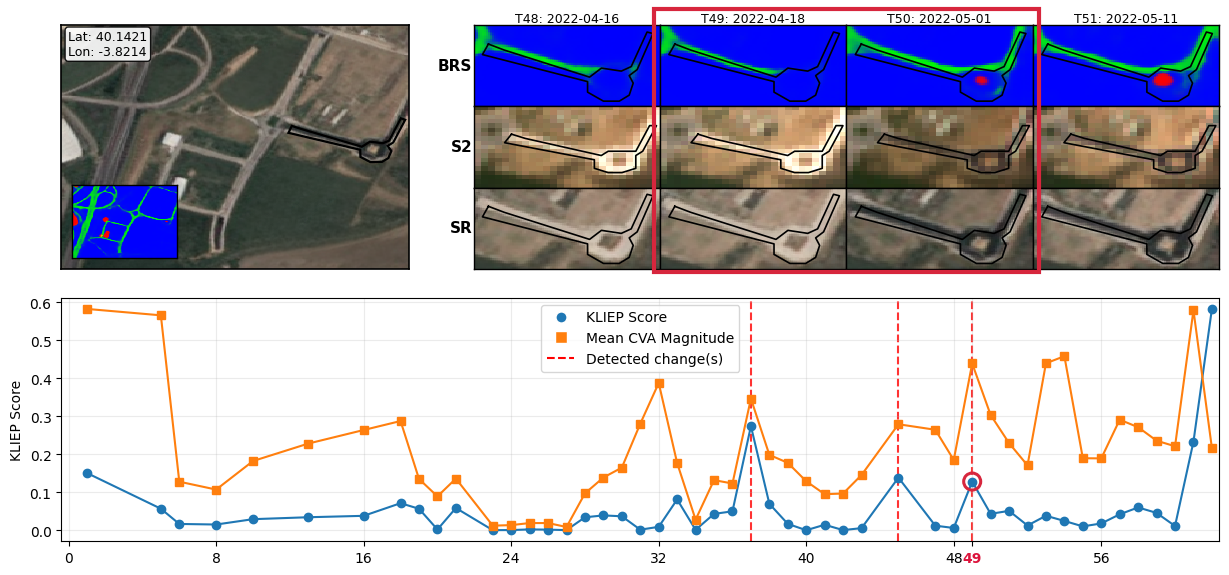 Lat: 40.1421
Lon: -3.8214
T48: 2022-04-16
T49: 2022-04-18
T50: 2022-05-01
T51: 2022-05-11
BRS
S2
SR
KLIEP Score
0.6
0.5
0.4
0.3
0.2
0.1
0.0
KLIEP Score
Mean CVA Magnitude
Detected change(s)
0
8
16
24
32
40
48
49
56